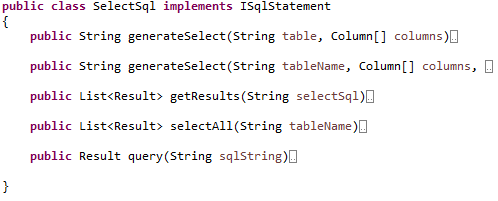 public class SelectSql implements ISqlStatement
{
public String generateSelect(String table, Column[] columns)
public String generateSelect(String tableName, Column[] columns,
public List<Result> getResults(String selectSql)
public List<Result> selectAll(String tableName)
public Result query(String sqlString)
}